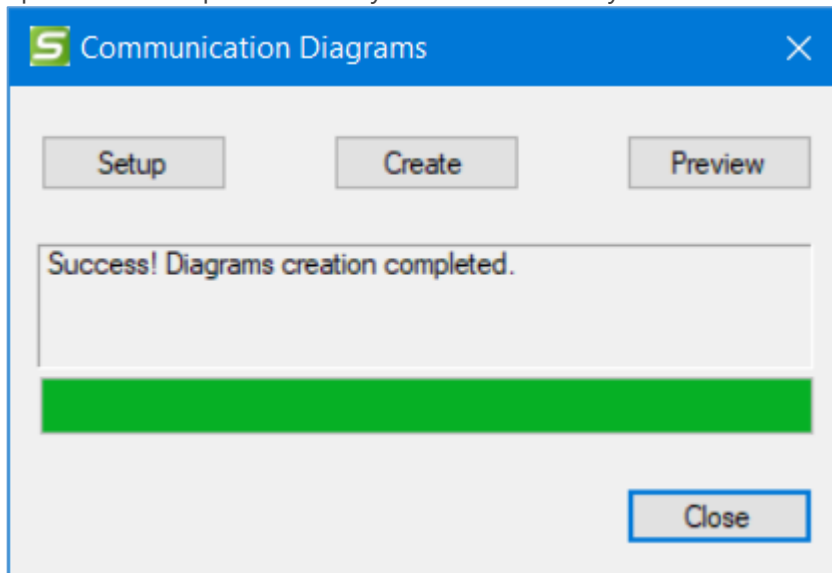 Communication Diagrams
Setup Create Preview
Success! Diagrams creation completed.
Close